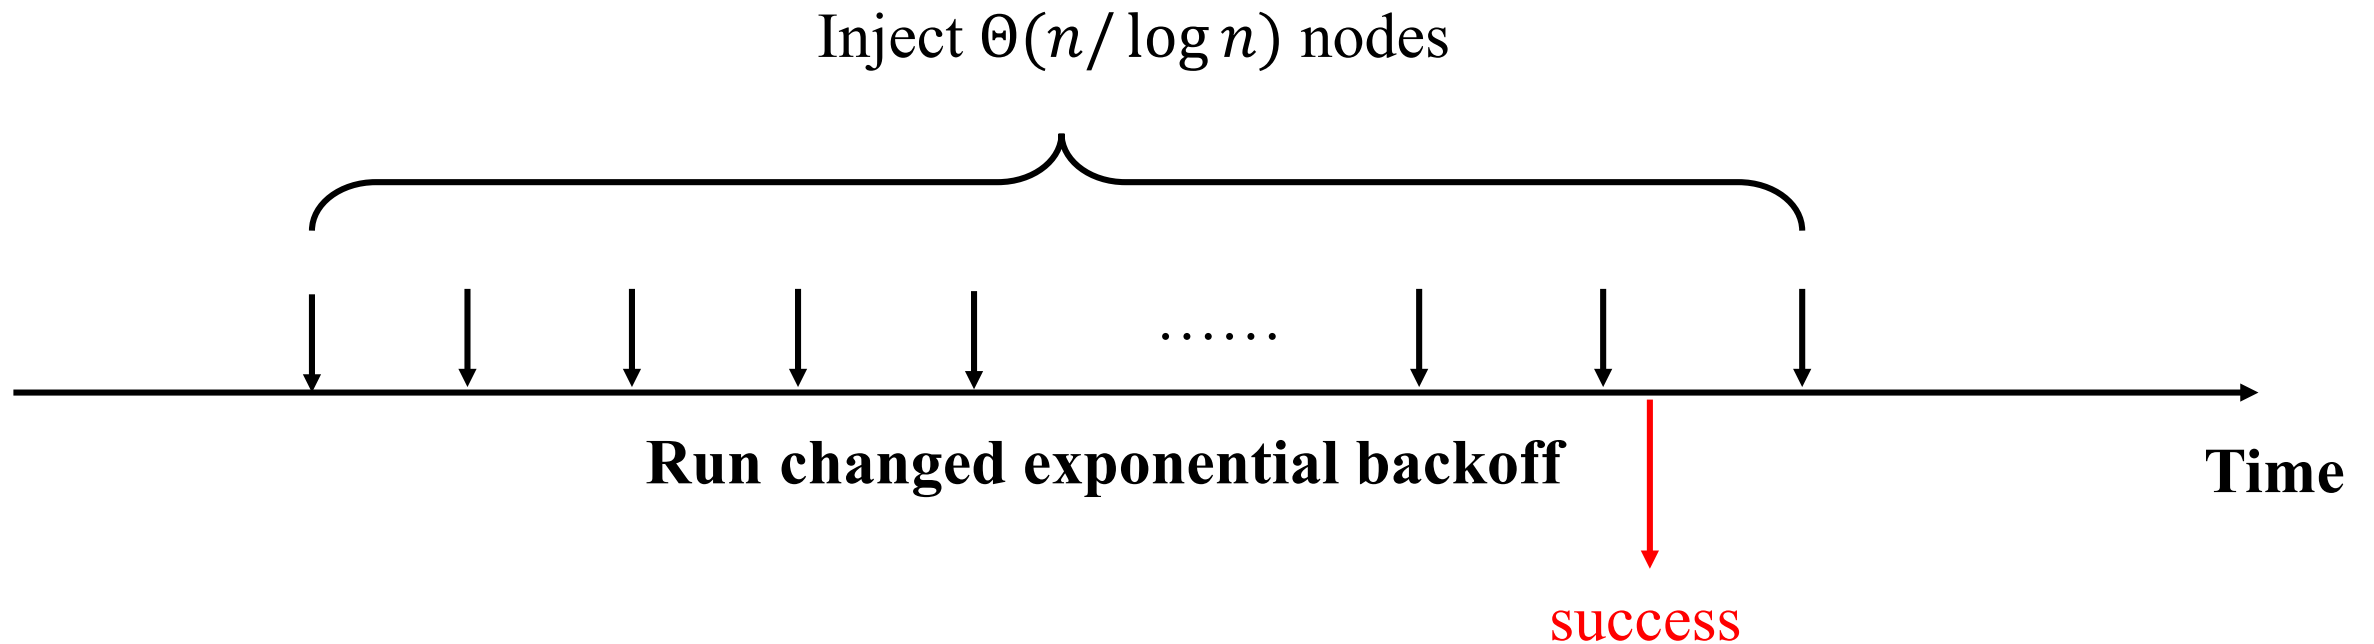 Inject Θ(n/ log n) nodes
......
Run changed exponential backoff
Time
success